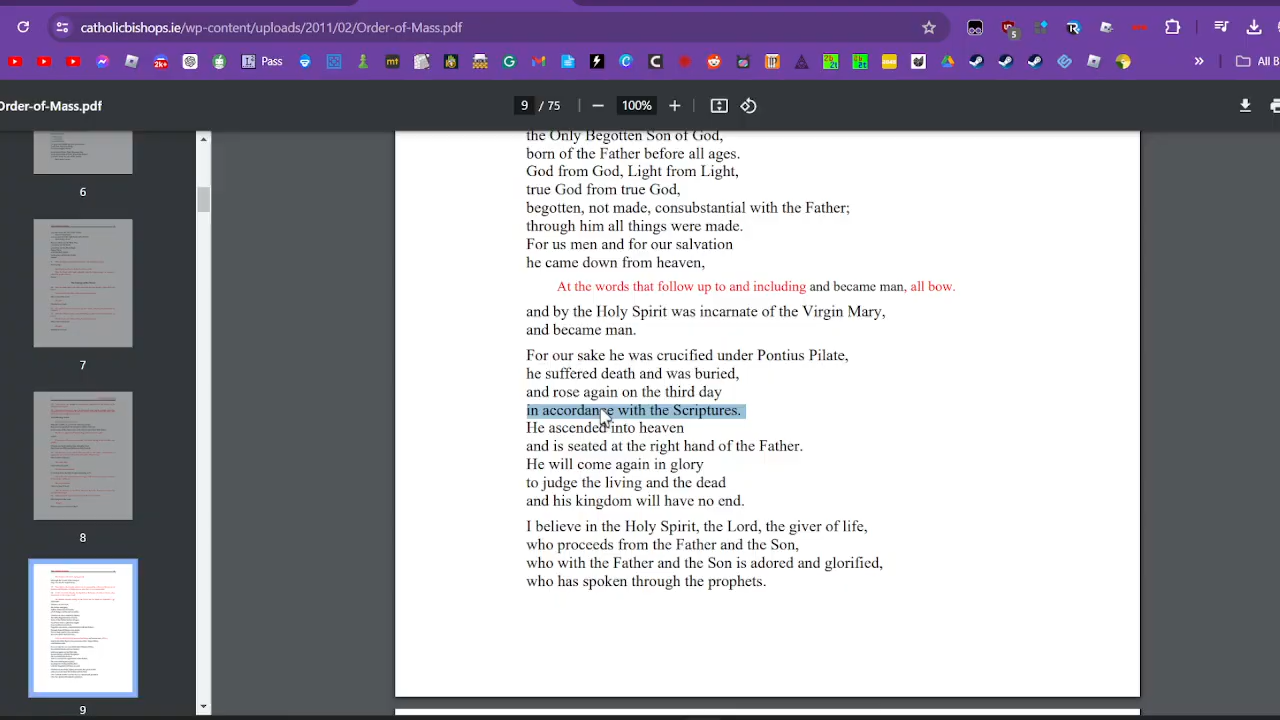 catholicbishops.ie/wp-content/uploads/2011/02/Order-of-Mass.pdf
5
2k+
Pass
All B
Order-of-Mass.pdf
9 / 75
100%
6
7
8
9
the Only Begotten Son of God,
born of the Father before all ages.
God from God, Light from Light,
true God from true God,
begotten, not made, consubstantial with the Father;
through him all things were made.
For us men and for our salvation
he came down from heaven,
At the words that follow up to and including and became man, all bow.
and by the Holy Spirit was incarnate of the Virgin Mary,
and became man.
For our sake he was crucified under Pontius Pilate,
he suffered death and was buried,
and rose again on the third day
in accordance with the Scriptures.
He ascended into heaven
and is seated at the right hand of the Father.
He will come again in glory
to judge the living and the dead
and his kingdom will have no end.
I believe in the Holy Spirit, the Lord, the giver of life,
who proceeds from the Father and the Son,
who with the Father and the Son is adored and glorified,
who has spoken through the prophets.